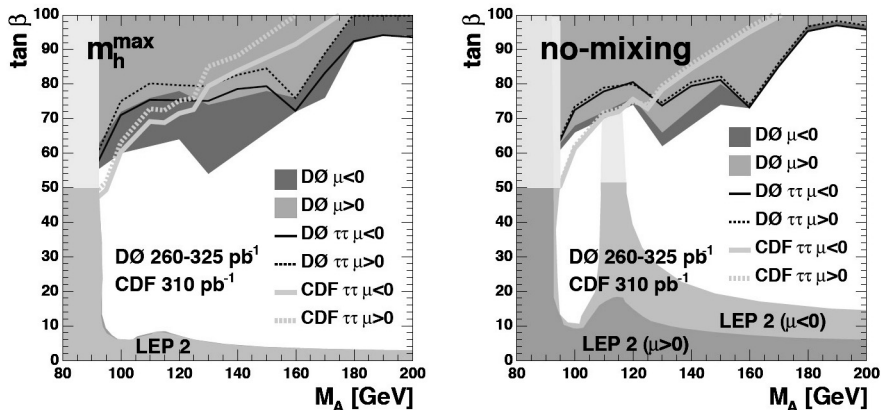 tan β
100
90
80
70
60
50
40
30
20
10
0
m_h^max
DØ μ<0
DØ μ>0
DØ ττ μ<0
DØ ττ μ>0
CDF ττ μ<0
CDF ττ μ>0
DØ 260-325 pb⁻¹
CDF 310 pb⁻¹
LEP 2
80 100 120 140 160 180 200
M_A [GeV]
tan β
100
90
80
70
60
50
40
30
20
10
0
no-mixing
DØ μ<0
DØ μ>0
DØ ττ μ<0
DØ ττ μ>0
CDF ττ μ<0
CDF ττ μ>0
DØ 260-325 pb⁻¹
CDF 310 pb⁻¹
LEP 2 (μ<0)
LEP 2 (μ>0)
80 100 120 140 160 180 200
M_A [GeV]